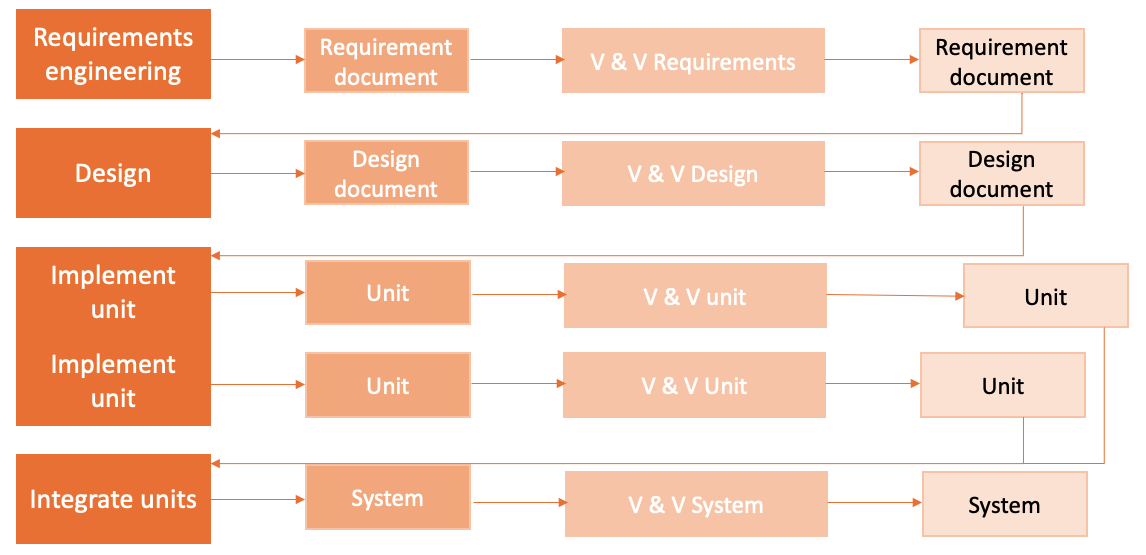 Requirements
engineering
Requirement
document
V & V Requirements
Requirement
document
Design
Design
document
V & V Design
Design
document
Implement
unit
Unit
V & V unit
Unit
Implement
unit
Unit
V & V Unit
Unit
Integrate units
System
V & V System
System